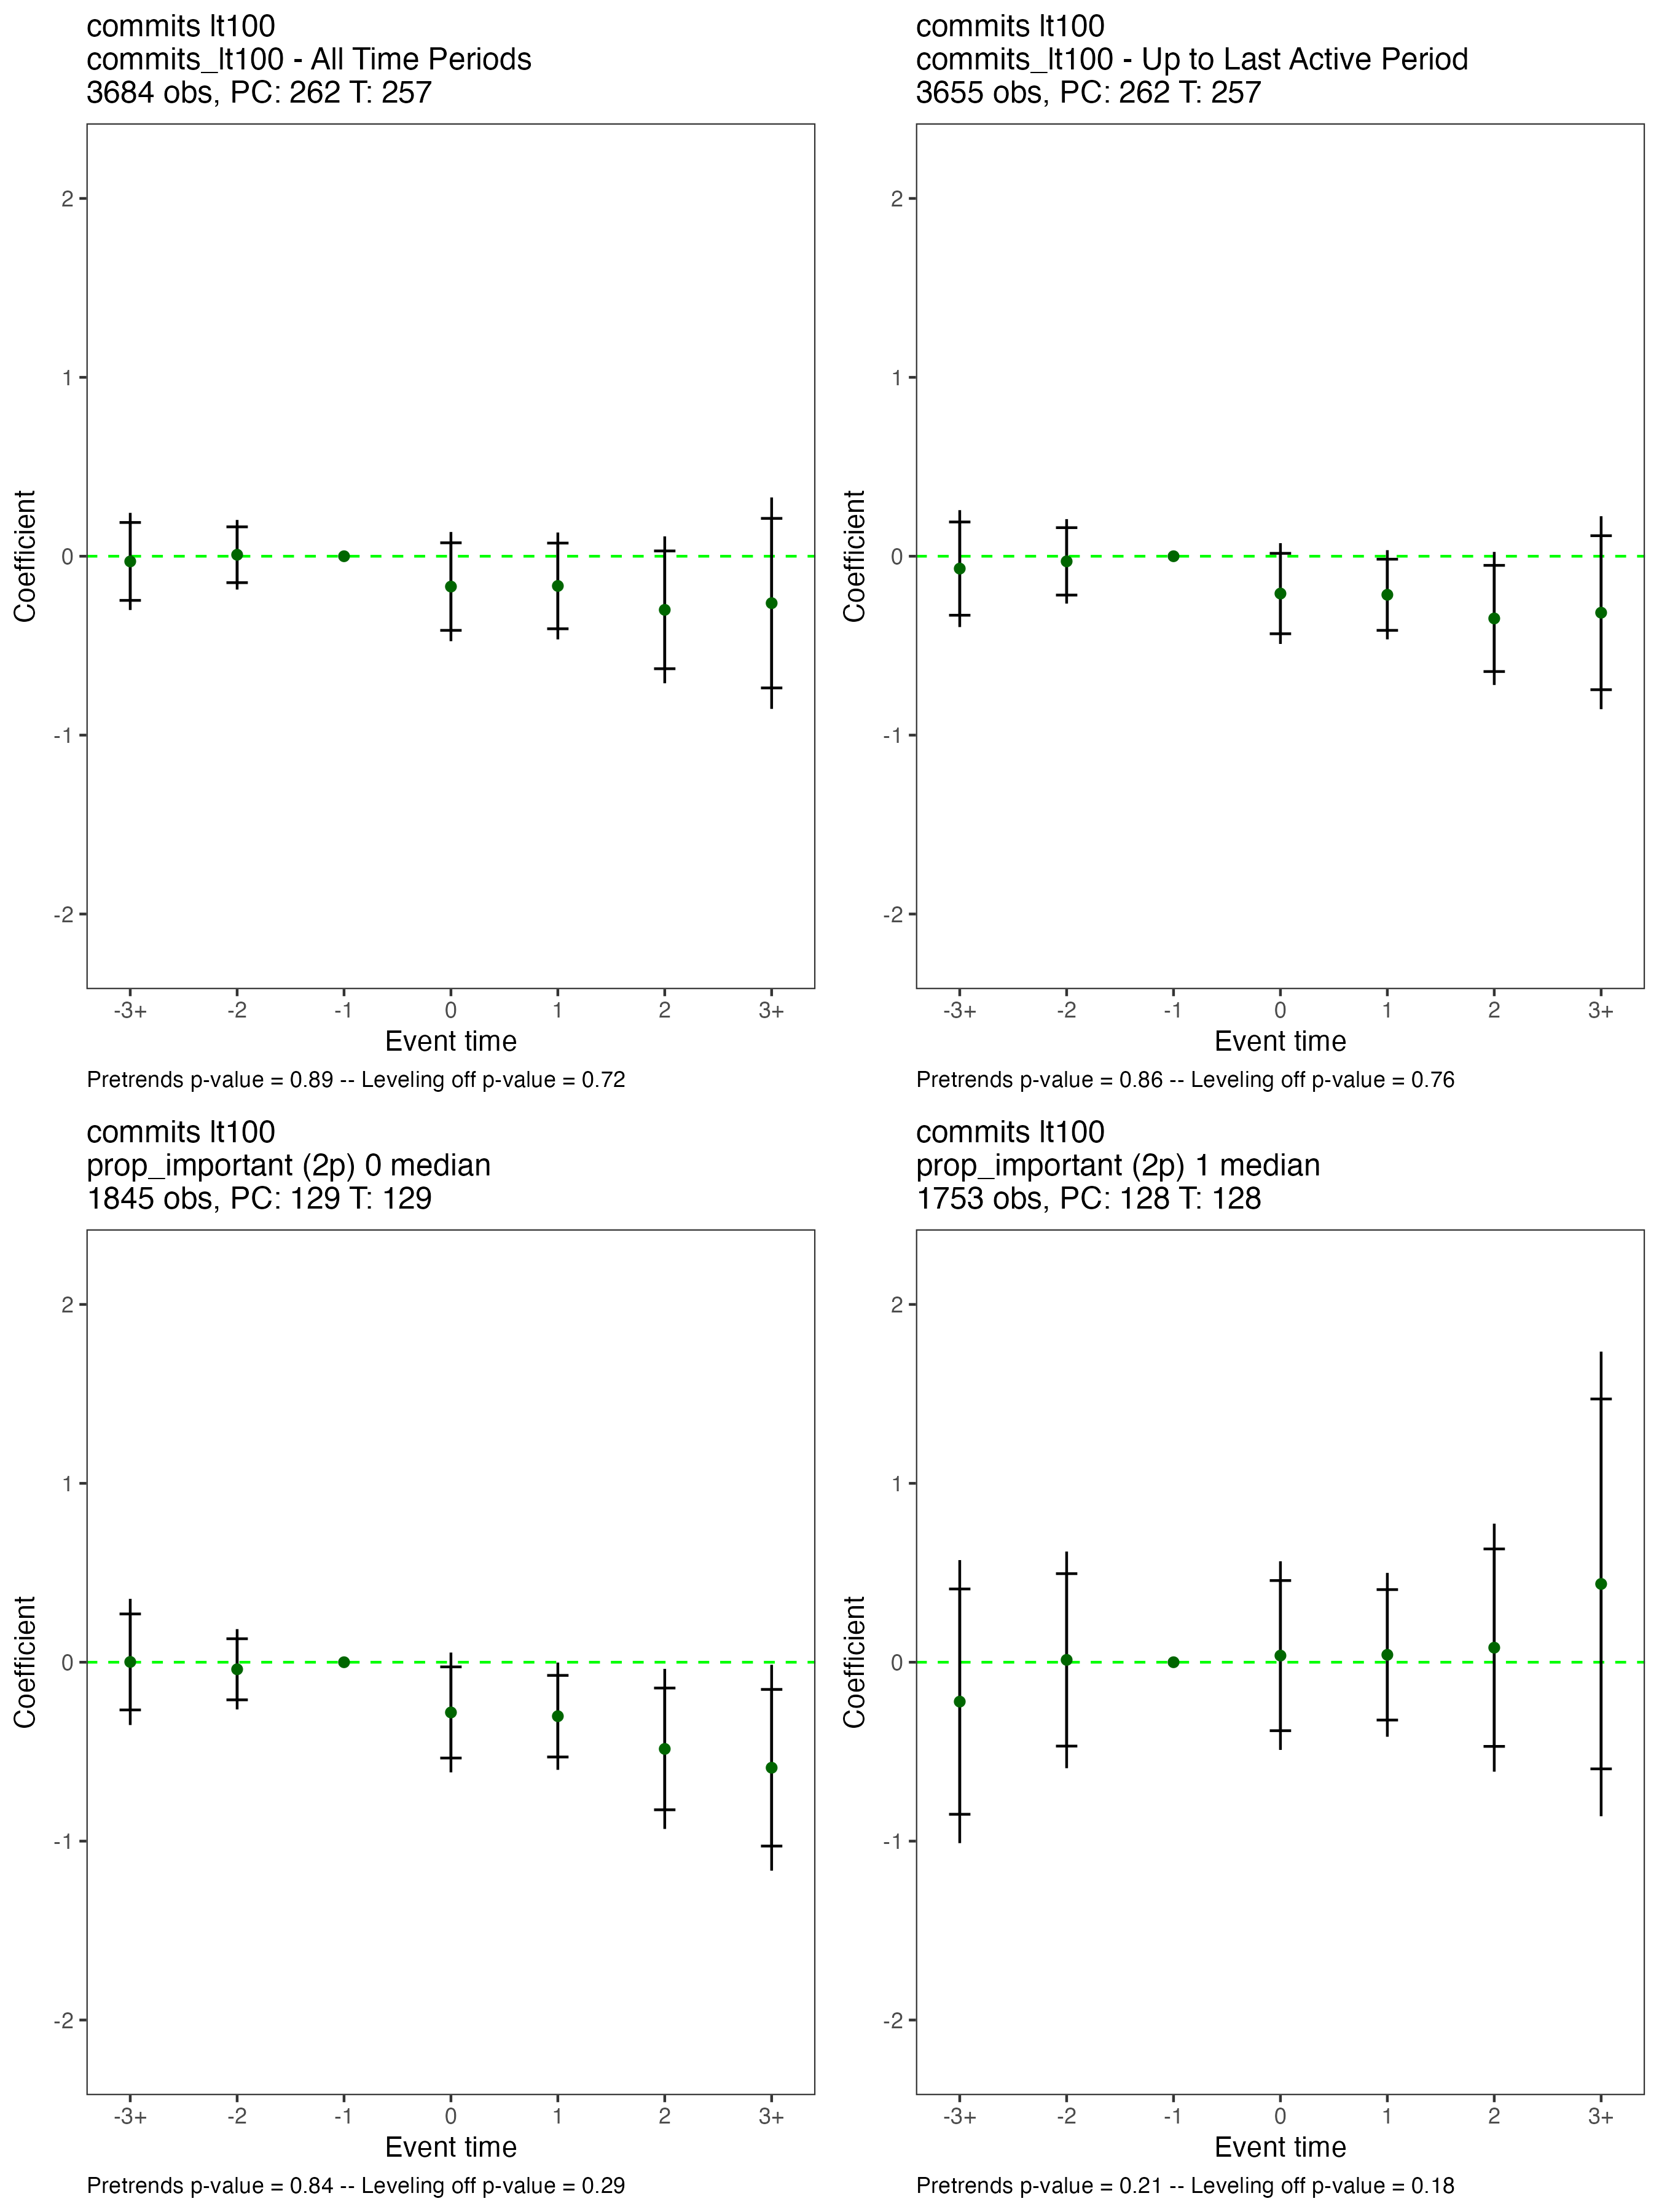 commits lt100
commits_lt100 - All Time Periods
3684 obs, PC: 262 T: 257
2
1
0
-1
-2
Coefficient
-3+ -2 -1 0 1 2 3+
Event time
Pretrends p-value = 0.89 -- Leveling off p-value = 0.72
commits lt100
commits_lt100 - Up to Last Active Period
3655 obs, PC: 262 T: 257
2
1
0
-1
-2
Coefficient
-3+ -2 -1 0 1 2 3+
Event time
Pretrends p-value = 0.86 -- Leveling off p-value = 0.76
commits lt100
prop_important (2p) 0 median
1845 obs, PC: 129 T: 129
2
1
0
-1
-2
Coefficient
-3+ -2 -1 0 1 2 3+
Event time
Pretrends p-value = 0.84 -- Leveling off p-value = 0.29
commits lt100
prop_important (2p) 1 median
1753 obs, PC: 128 T: 128
2
1
0
-1
-2
Coefficient
-3+ -2 -1 0 1 2 3+
Event time
Pretrends p-value = 0.21 -- Leveling off p-value = 0.18